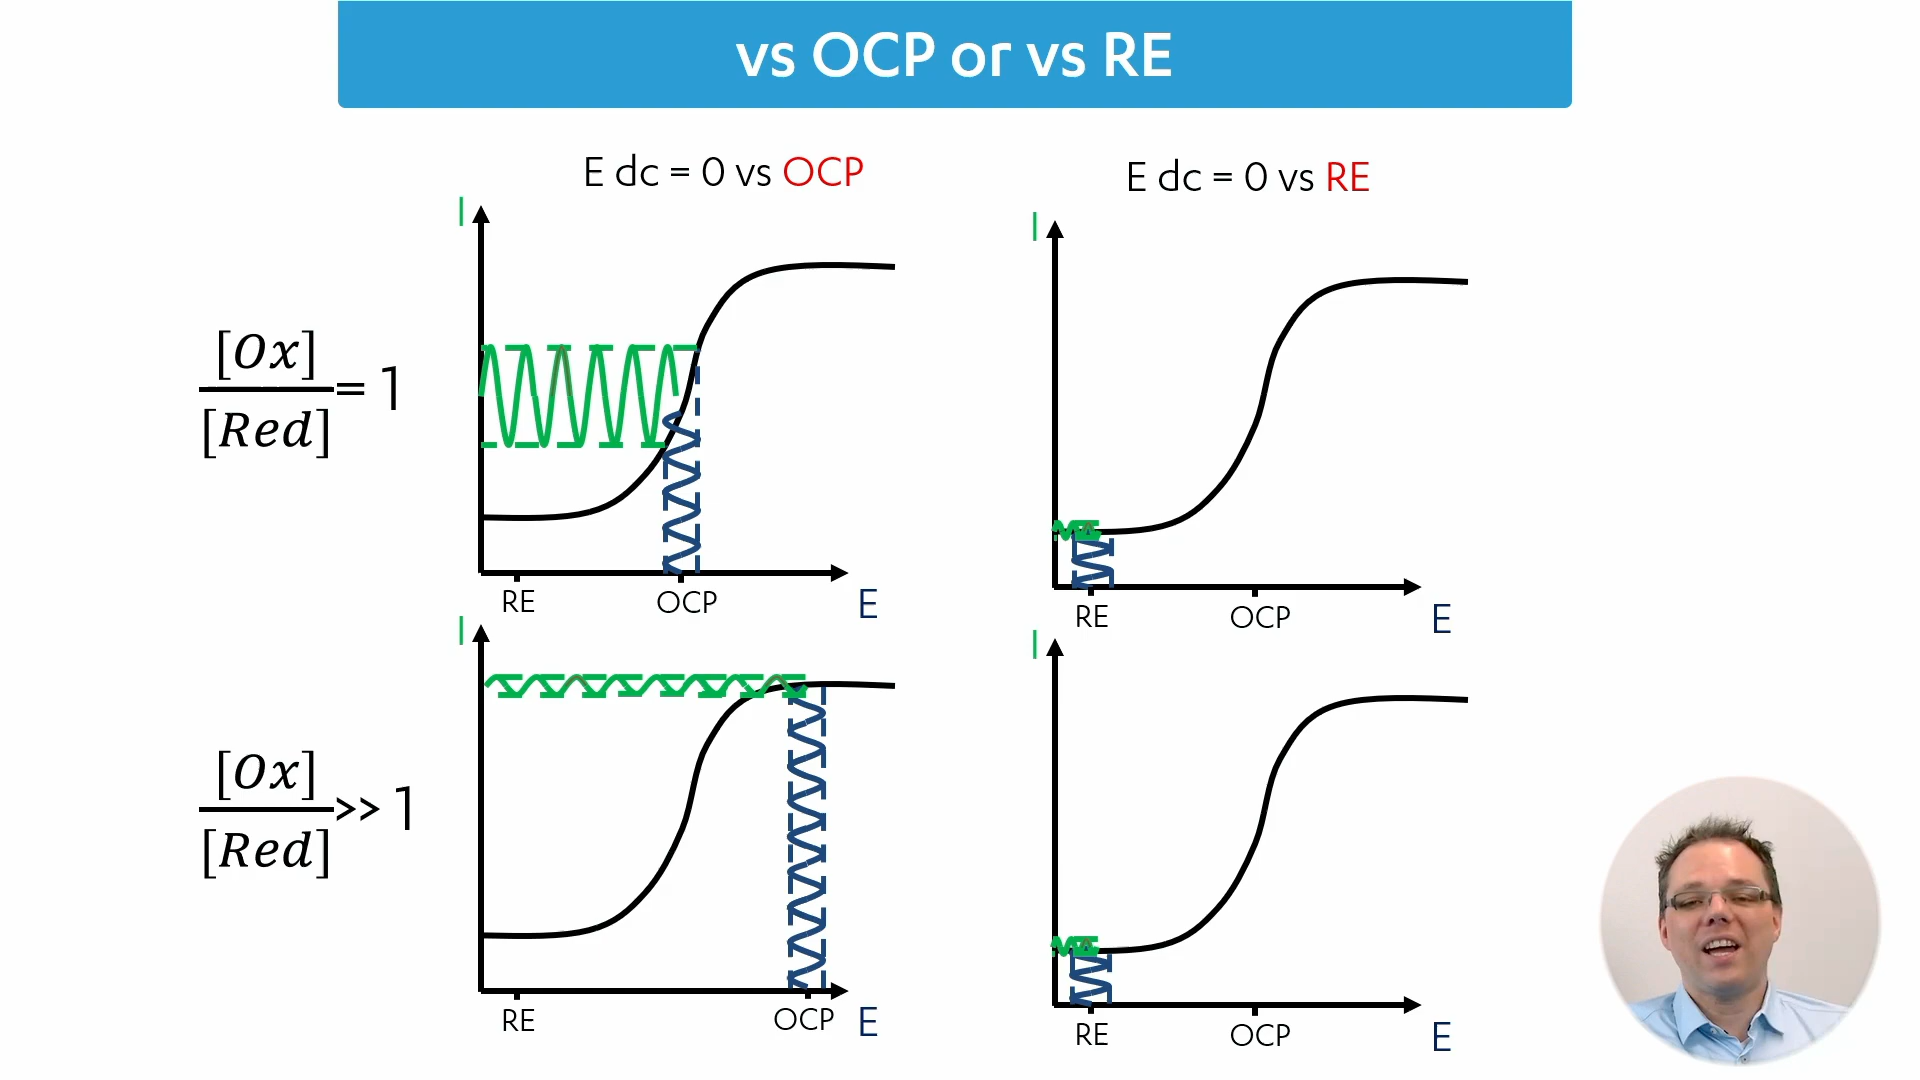 vs OCP or vs RE
E dc = 0 vs OCP
E dc = 0 vs RE
I
I
[Ox]
[Red]
= 1
RE
OCP
E
RE
OCP
E
I
I
[Ox]
[Red]
>> 1
RE
OCP
E
RE
OCP
E